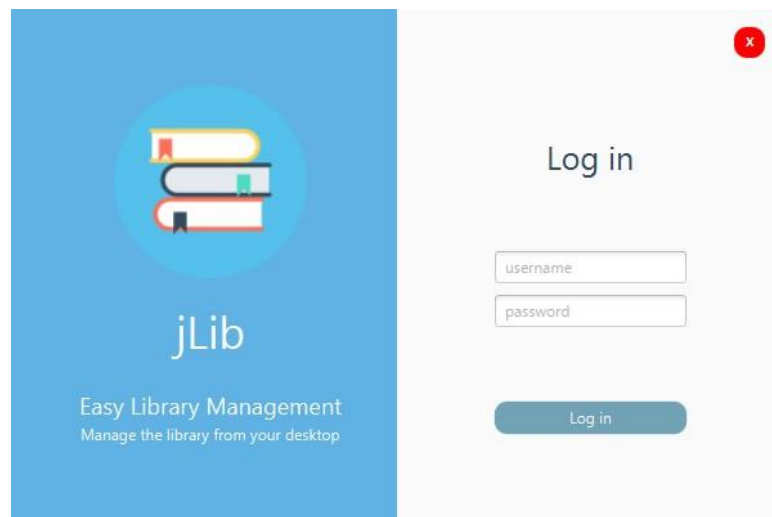 jLib
Easy Library Management
Manage the library from your desktop
x
Log in
username
password
Log in